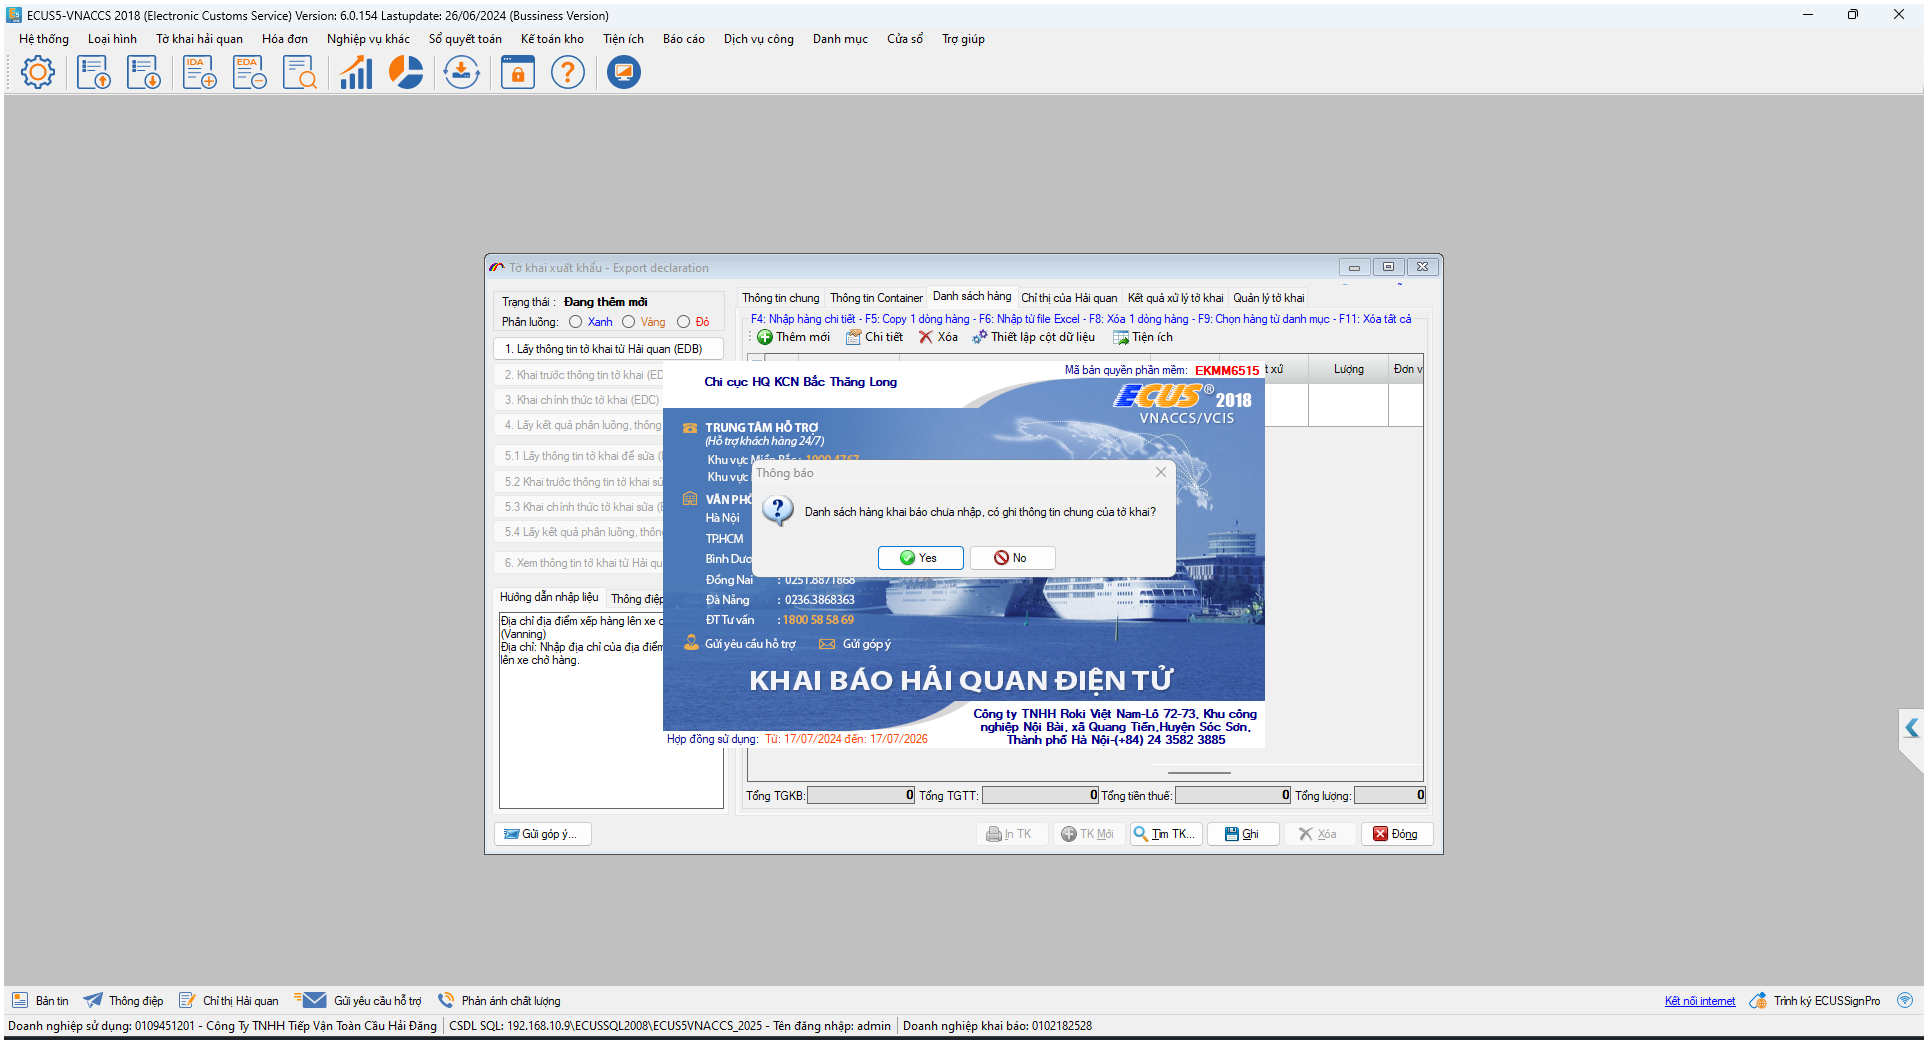 ECUS5-VNACCS 2018 (Electronic Customs Service) Version: 6.0.154 Lastupdate: 26/06/2024 (Bussiness Version)
Hệ thống Loại hình Tờ khai hải quan Hóa đơn Nghiệp vụ khác Sổ quyết toán Kế toán kho Tiện ích Báo cáo Dịch vụ công Danh mục Cửa sổ Trợ giúp
IDA EDA
Tờ khai xuất khẩu - Export declaration
Trạng thái : Đang thêm mới
Phân luồng: Xanh Vàng Đỏ
1. Lấy thông tin tờ khai từ Hải quan (EDB)
2. Khai trước thông tin tờ khai (ED
3. Khai chính thức tờ khai (EDC)
4. Lấy kết quả phân luồng, thông
5.1 Lấy thông tin tờ khai để sửa (
5.2 Khai trước thông tin tờ khai sử
5.3 Khai chính thức tờ khai sửa (
5.4 Lấy kết quả phân luồng, thông
6. Xem thông tin tờ khai từ Hải qu
Hướng dẫn nhập liệu Thông điệp
Địa chỉ địa điểm xếp hàng lên xe c
(Vanning)
Địa chỉ: Nhập địa chỉ của địa điểm
lên xe chở hàng.
Thông tin chung Thông tin Container Danh sách hàng Chỉ thị của Hải quan Kết quả xử lý tờ khai Quản lý tờ khai
F4: Nhập hàng chi tiết - F5: Copy 1 dòng hàng - F6: Nhập từ file Excel - F8: Xóa 1 dòng hàng - F9: Chọn hàng từ danh mục - F11: Xóa tất cả
Thêm mới Chi tiết Xóa Thiết lập cột dữ liệu Tiện ích
t xứ Lượng Đơn v
Chi cục HQ KCN Bắc Thăng Long
Mã bản quyền phần mềm: EKMM6515
ECUS® 2018
VNACCS/VCIS
TRUNG TÂM HỖ TRỢ
(Hỗ trợ khách hàng 24/7)
Khu vực Miền Bắc: 1900 4767
Khu vực
VĂN PHÒ
Hà Nội
TP.HCM
Bình Dươ
Đồng Nai : 0251.8871868
Đà Nẵng : 0236.3868363
ĐT Tư vấn : 1800 58 58 69
Gửi yêu cầu hỗ trợ Gửi góp ý
KHAI BÁO HẢI QUAN ĐIỆN TỬ
Công ty TNHH Roki Việt Nam-Lô 72-73, Khu công
nghiệp Nội Bài, xã Quang Tiến,Huyện Sóc Sơn,
Thành phố Hà Nội-(+84) 24 3582 3885
Hợp đồng sử dụng: Từ: 17/07/2024 đến: 17/07/2026
Thông báo
Danh sách hàng khai báo chưa nhập, có ghi thông tin chung của tờ khai?
Yes No
Tổng TGKB: 0 Tổng TGTT: 0 Tổng tiền thuế: 0 Tổng lượng: 0
Gửi góp ý... In TK TK Mới Tìm TK... Ghi Xóa Đóng
Bản tin Thông điệp Chỉ thị Hải quan Gửi yêu cầu hỗ trợ Phản ánh chất lượng Kết nối internet Trình ký ECUSSignPro
Doanh nghiệp sử dụng: 0109451201 - Công Ty TNHH Tiếp Vận Toàn Cầu Hải Đăng CSDL SQL: 192.168.10.9\ECUSSQL2008\ECUS5VNACCS_2025 - Tên đăng nhập: admin Doanh nghiệp khai báo: 0102182528